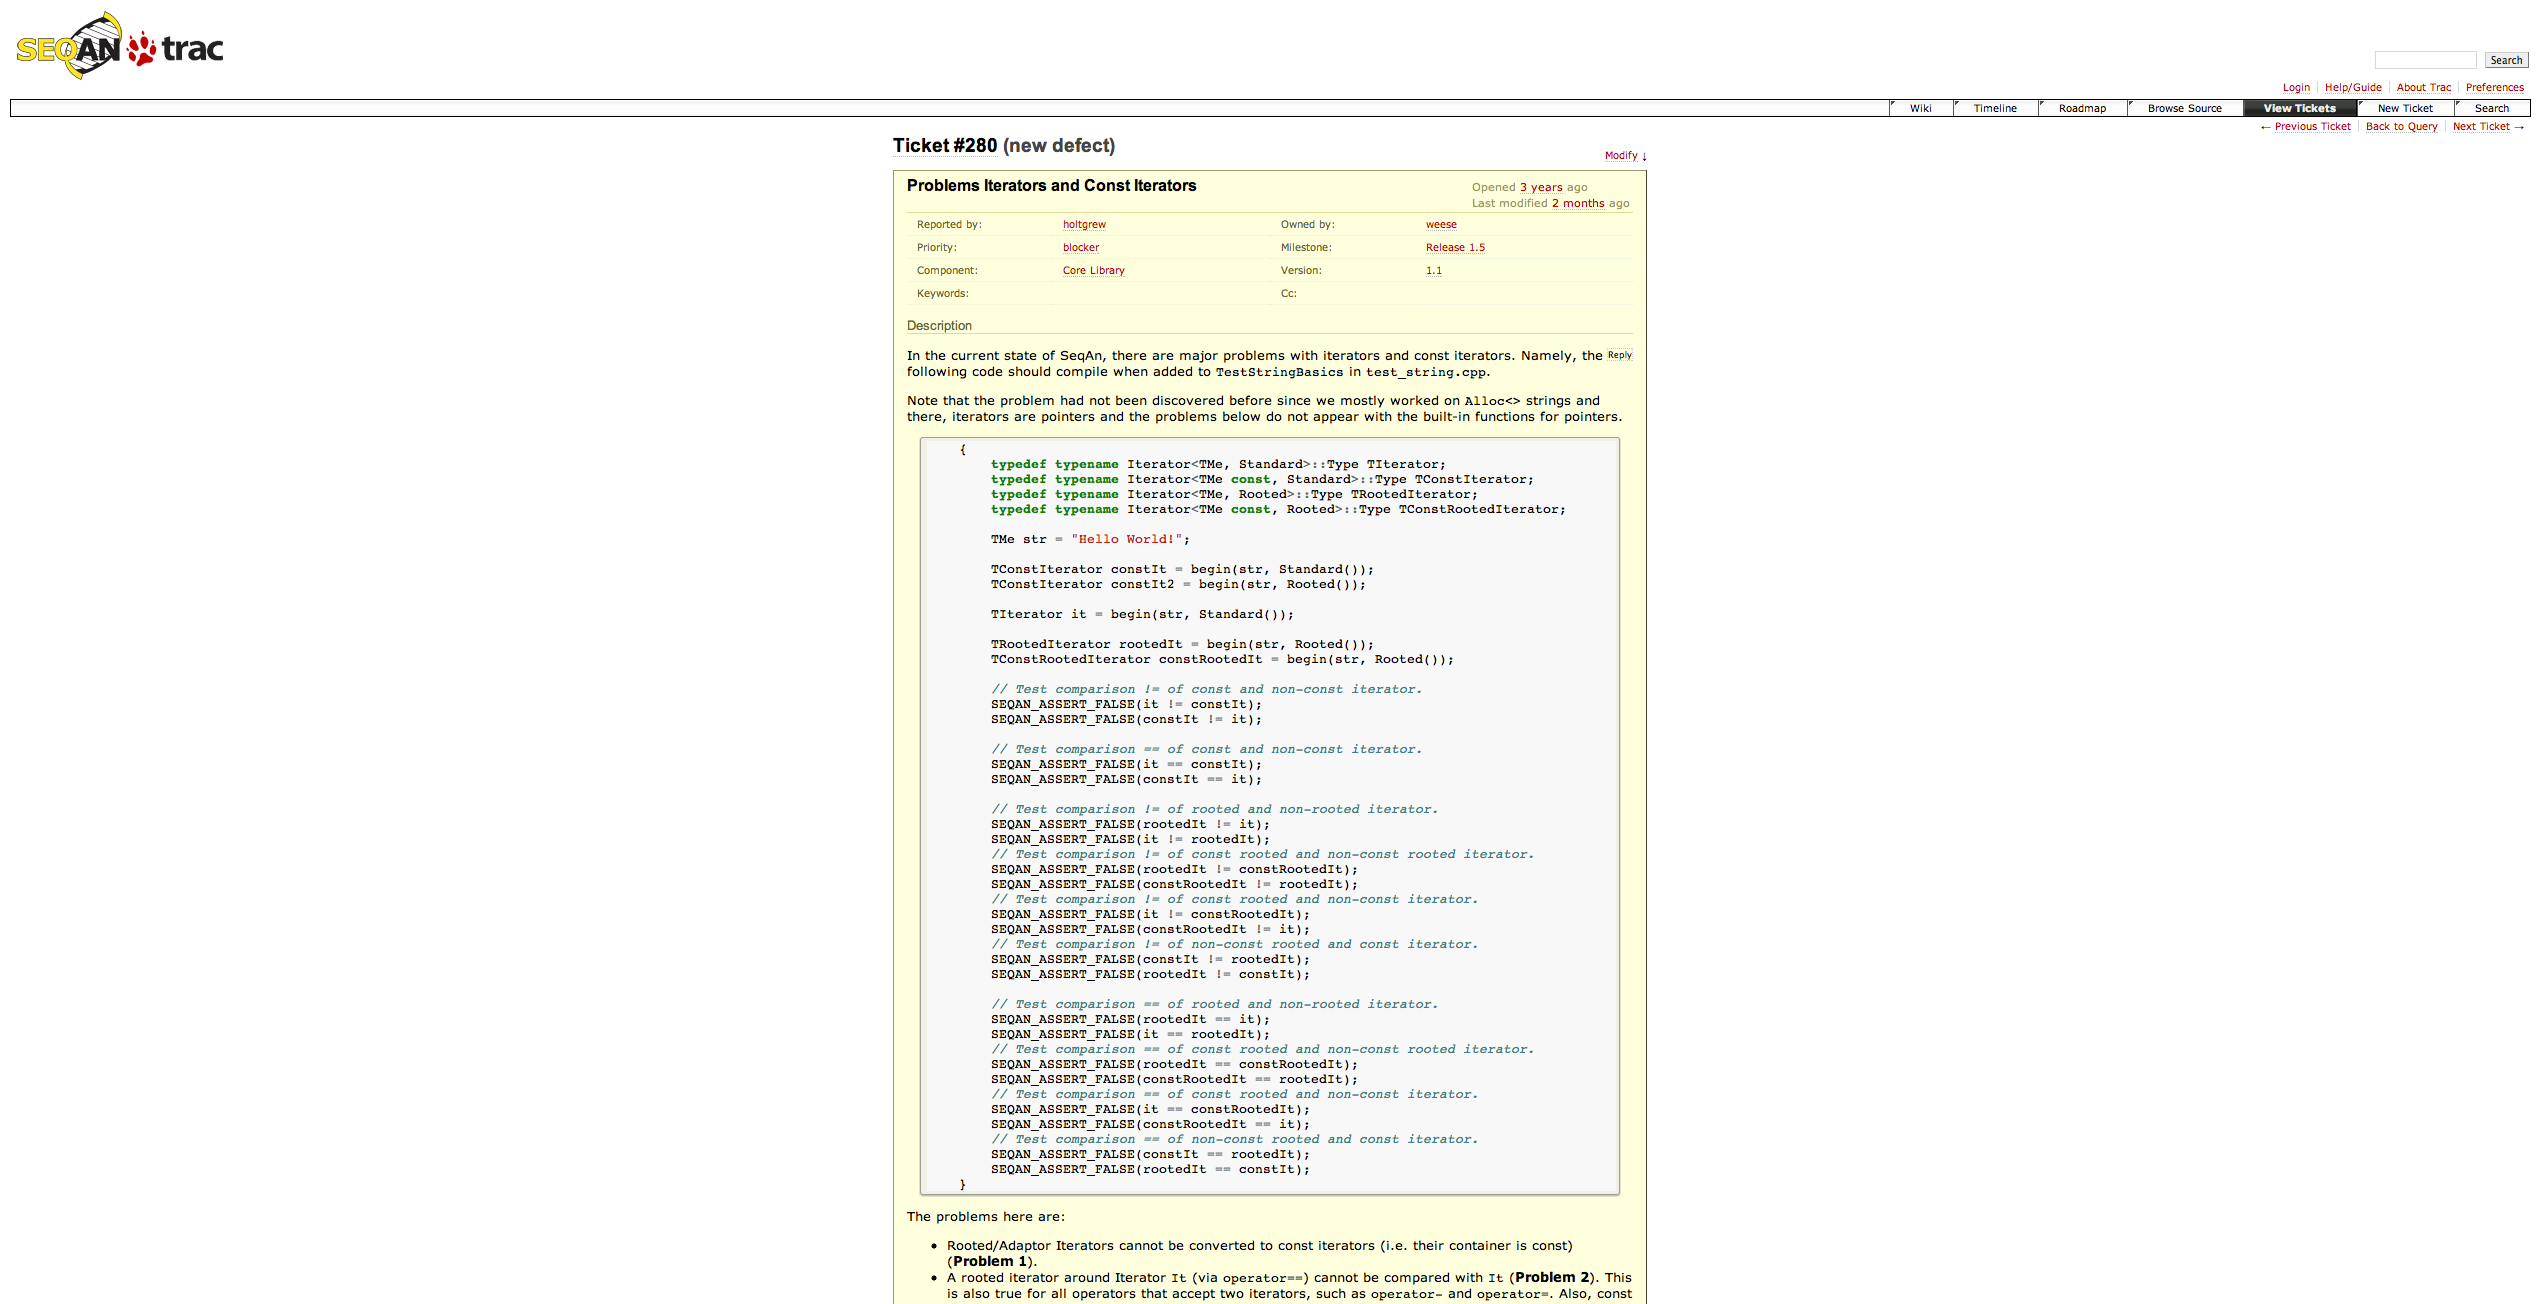 SEQAN trac
Search
Login Help/Guide About Trac Preferences
Wiki Timeline Roadmap Browse Source View Tickets New Ticket Search
← Previous Ticket Back to Query Next Ticket →
Ticket #280 (new defect)
Modify ↓
Problems Iterators and Const Iterators
Opened 3 years ago
Last modified 2 months ago
Reported by: holtgrew Owned by: weese
Priority: blocker Milestone: Release 1.5
Component: Core Library Version: 1.1
Keywords: Cc:
Description
In the current state of SeqAn, there are major problems with iterators and const iterators. Namely, the Reply
following code should compile when added to TestStringBasics in test_string.cpp.
Note that the problem had not been discovered before since we mostly worked on Alloc<> strings and
there, iterators are pointers and the problems below do not appear with the built-in functions for pointers.
{
typedef typename Iterator<TMe, Standard>::Type TIterator;
typedef typename Iterator<TMe const, Standard>::Type TConstIterator;
typedef typename Iterator<TMe, Rooted>::Type TRootedIterator;
typedef typename Iterator<TMe const, Rooted>::Type TConstRootedIterator;
TMe str = "Hello World!";
TConstIterator constIt = begin(str, Standard());
TConstIterator constIt2 = begin(str, Rooted());
TIterator it = begin(str, Standard());
TRootedIterator rootedIt = begin(str, Rooted());
TConstRootedIterator constRootedIt = begin(str, Rooted());
// Test comparison != of const and non-const iterator.
SEQAN_ASSERT_FALSE(it != constIt);
SEQAN_ASSERT_FALSE(constIt != it);
// Test comparison == of const and non-const iterator.
SEQAN_ASSERT_FALSE(it == constIt);
SEQAN_ASSERT_FALSE(constIt == it);
// Test comparison != of rooted and non-rooted iterator.
SEQAN_ASSERT_FALSE(rootedIt != it);
SEQAN_ASSERT_FALSE(it != rootedIt);
// Test comparison != of const rooted and non-const rooted iterator.
SEQAN_ASSERT_FALSE(rootedIt != constRootedIt);
SEQAN_ASSERT_FALSE(constRootedIt != rootedIt);
// Test comparison != of const rooted and non-const iterator.
SEQAN_ASSERT_FALSE(it != constRootedIt);
SEQAN_ASSERT_FALSE(constRootedIt != it);
// Test comparison != of non-const rooted and const iterator.
SEQAN_ASSERT_FALSE(constIt != rootedIt);
SEQAN_ASSERT_FALSE(rootedIt != constIt);
// Test comparison == of rooted and non-rooted iterator.
SEQAN_ASSERT_FALSE(rootedIt == it);
SEQAN_ASSERT_FALSE(it == rootedIt);
// Test comparison == of const rooted and non-const rooted iterator.
SEQAN_ASSERT_FALSE(rootedIt == constRootedIt);
SEQAN_ASSERT_FALSE(constRootedIt == rootedIt);
// Test comparison == of const rooted and non-const iterator.
SEQAN_ASSERT_FALSE(it == constRootedIt);
SEQAN_ASSERT_FALSE(constRootedIt == it);
// Test comparison == of non-const rooted and const iterator.
SEQAN_ASSERT_FALSE(constIt == rootedIt);
SEQAN_ASSERT_FALSE(rootedIt == constIt);
}
The problems here are:
• Rooted/Adaptor Iterators cannot be converted to const iterators (i.e. their container is const)
(Problem 1).
• A rooted iterator around Iterator It (via operator==) cannot be compared with It (Problem 2). This
is also true for all operators that accept two iterators, such as operator- and operator=. Also, const